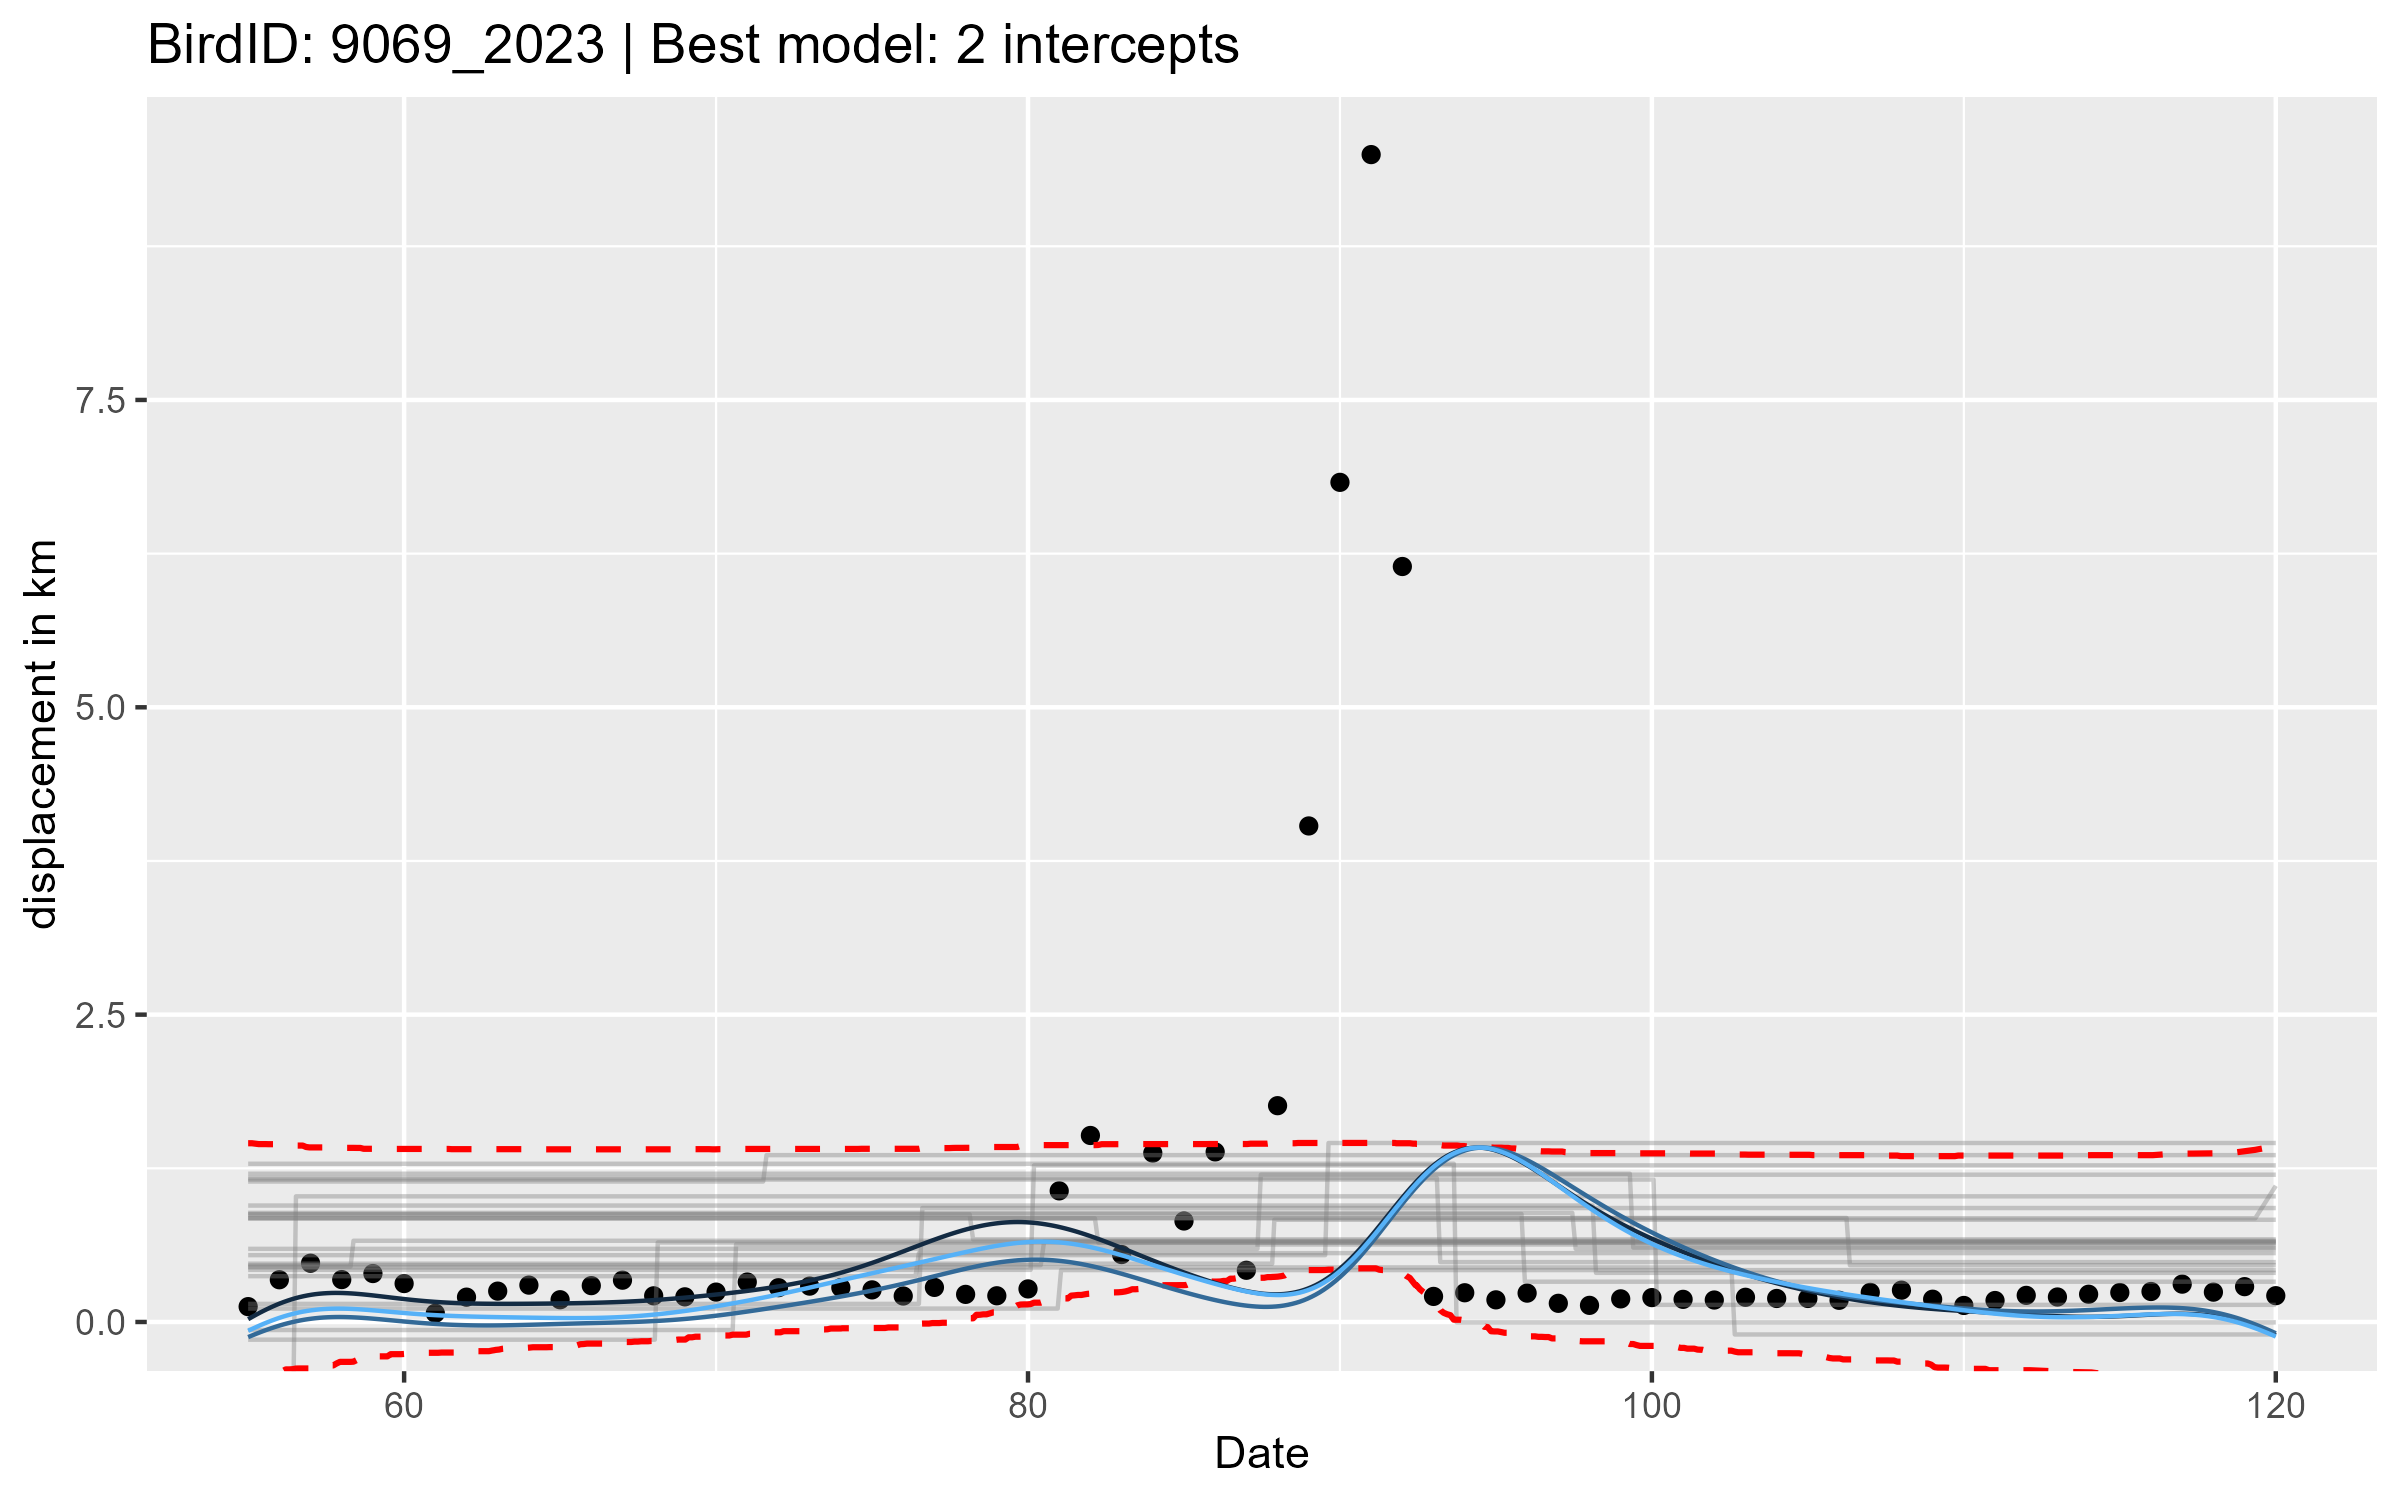 BirdID: 9069_2023 | Best model: 2 intercepts
displacement in km
7.5
5.0
2.5
0.0
60
80
100
120
Date